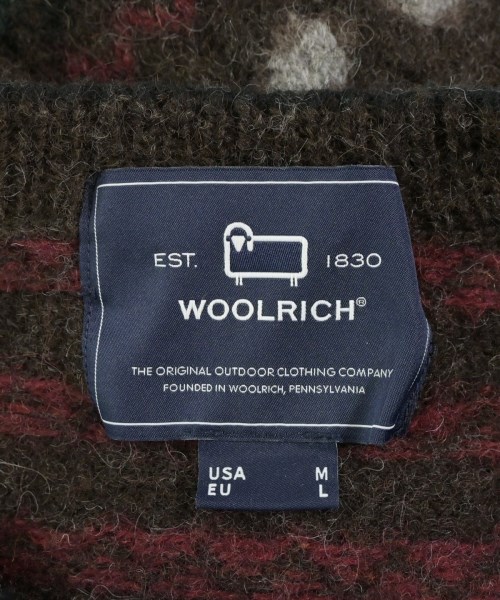 EST. 1830
WOOLRICH®
THE ORIGINAL OUTDOOR CLOTHING COMPANY
FOUNDED IN WOOLRICH, PENNSYLVANIA
USA M
EU L